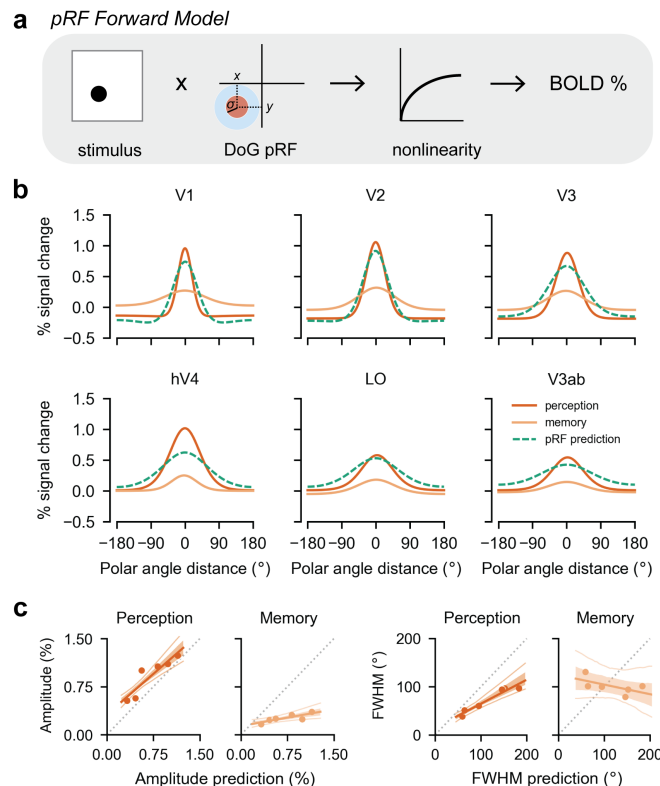 a pRF Forward Model
x
σ
x
y
BOLD %
stimulus
DoG pRF
nonlinearity
b
V1
V2
V3
% signal change
1.5
1.0
0.5
0.0
−0.5
hV4
LO
V3ab
% signal change
1.5
1.0
0.5
0.0
−0.5
perception
memory
pRF prediction
−180 −90 0 90 180
−180 −90 0 90 180
−180 −90 0 90 180
Polar angle distance (°)
Polar angle distance (°)
Polar angle distance (°)
c
Perception
Memory
Perception
Memory
Amplitude (%)
1.50
0.75
0.00
0.00 0.75 1.50
0.00 0.75 1.50
Amplitude prediction (%)
FWHM (°)
200
100
0
0 100 200
0 100 200
FWHM prediction (°)